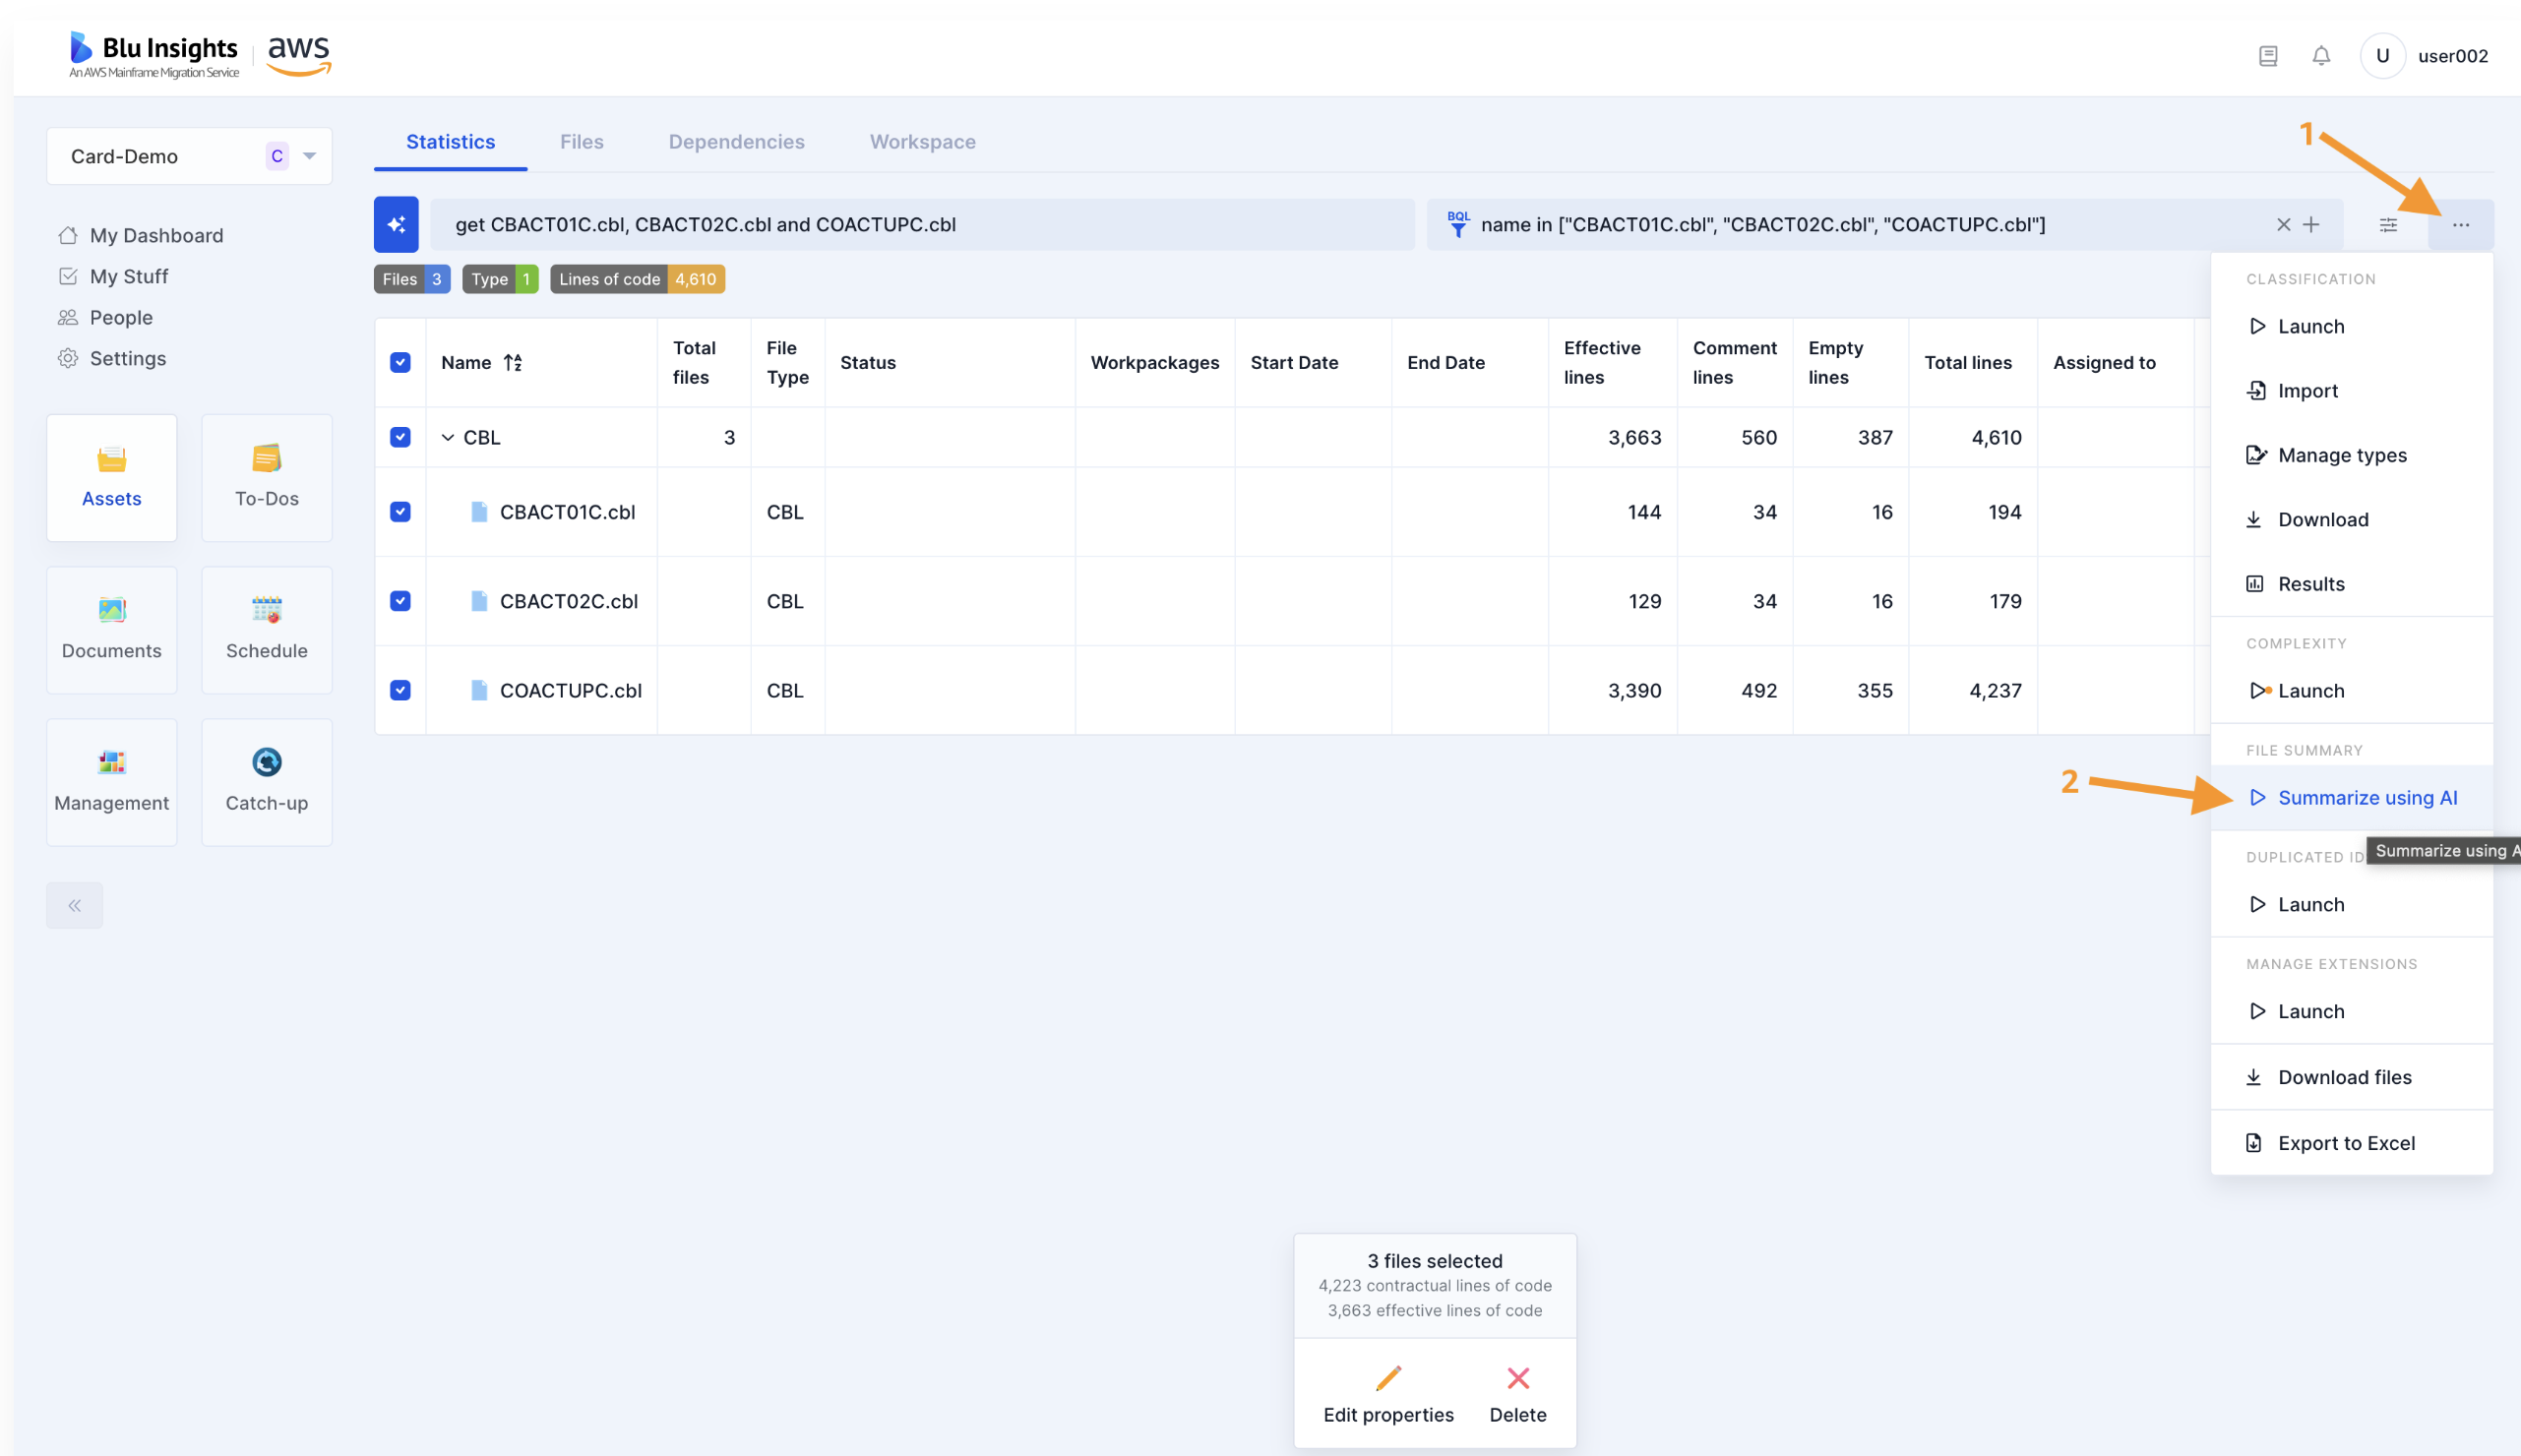 Blu Insights
An AWS Mainframe Migration Service
aws
U
user002
Card-Demo
C
My Dashboard
My Stuff
People
Settings
Assets
To-Dos
Documents
Schedule
Management
Catch-up
Statistics
Files
Dependencies
Workspace
1
get CBACT01C.cbl, CBACT02C.cbl and COACTUPC.cbl
BQL
name in ["CBACT01C.cbl", "CBACT02C.cbl", "COACTUPC.cbl"]
Files 3
Type 1
Lines of code 4,610
Name
Total files
File Type
Status
Workpackages
Start Date
End Date
Effective lines
Comment lines
Empty lines
Total lines
Assigned to
CBL 3 3,663 560 387 4,610
CBACT01C.cbl CBL 144 34 16 194
CBACT02C.cbl CBL 129 34 16 179
COACTUPC.cbl CBL 3,390 492 355 4,237
CLASSIFICATION
Launch
Import
Manage types
Download
Results
COMPLEXITY
Launch
FILE SUMMARY
2
Summarize using AI
Summarize using A
DUPLICATED ID
Launch
MANAGE EXTENSIONS
Launch
Download files
Export to Excel
3 files selected
4,223 contractual lines of code
3,663 effective lines of code
Edit properties
Delete